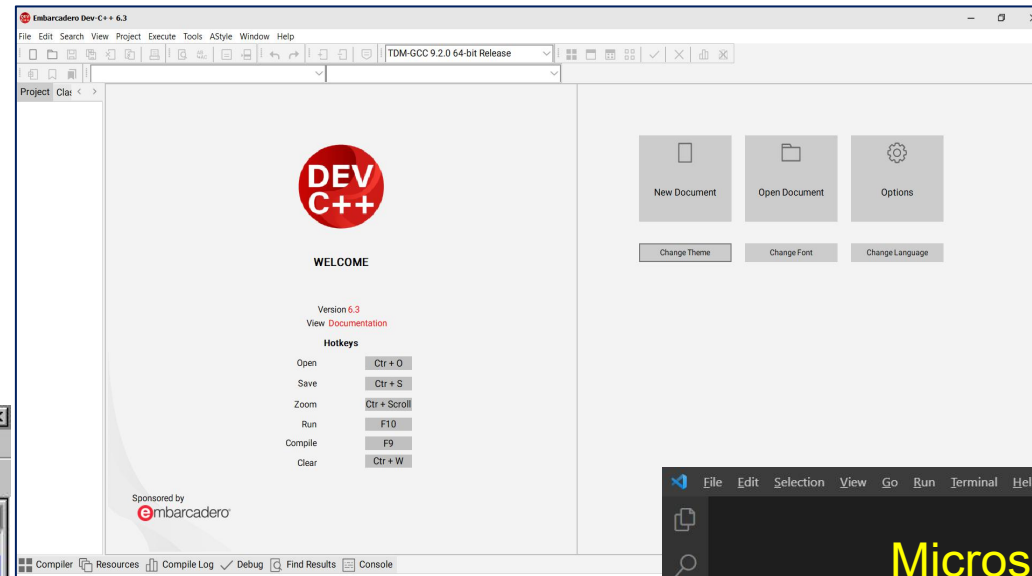 Embarcadero Dev-C++ 6.3
File Edit Search View Project Execute Tools AStyle Window Help
TDM-GCC 9.2.0 64-bit Release
Project
New Document Open Document Options
DEV
C++
Change Theme Change Font Change Language
WELCOME
Version 6.3
View Documentation
Hotkeys
Open Ctr + O
Save Ctr + S
Zoom Ctr + Scroll
Run F10
Compile F9
Clear Ctr + W
Sponsored by
embarcadero
File Edit Selection View Go Run Terminal Hel
Micros
Compiler Resources Compile Log Debug Find Results Console